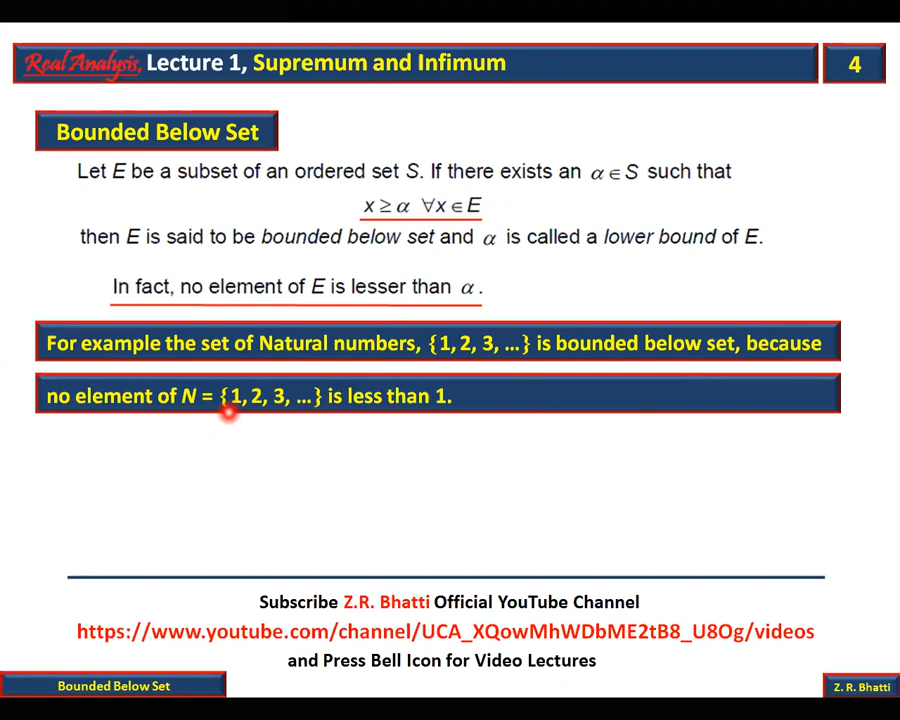 Real Analysis, Lecture 1, Supremum and Infimum
4
Bounded Below Set
Let E be a subset of an ordered set S. If there exists an α ∈ S such that
x ≥ α ∀x ∈ E
then E is said to be bounded below set and α is called a lower bound of E.
In fact, no element of E is lesser than α .
For example the set of Natural numbers, {1, 2, 3, …} is bounded below set, because
no element of N = {1, 2, 3, …} is less than 1.
Subscribe Z.R. Bhatti Official YouTube Channel
https://www.youtube.com/channel/UCA_XQowMhWDbME2tB8_U8Og/videos
and Press Bell Icon for Video Lectures
Bounded Below Set
Z. R. Bhatti